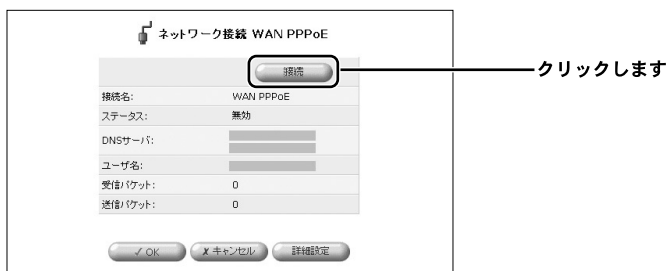 ネットワーク接続 WAN PPPoE
接続
クリックします
接続名: WAN PPPoE
ステータス: 無効
DNSサーバ:
ユーザ名:
受信パケット: 0
送信パケット: 0
√ OK
X キャンセル
詳細設定